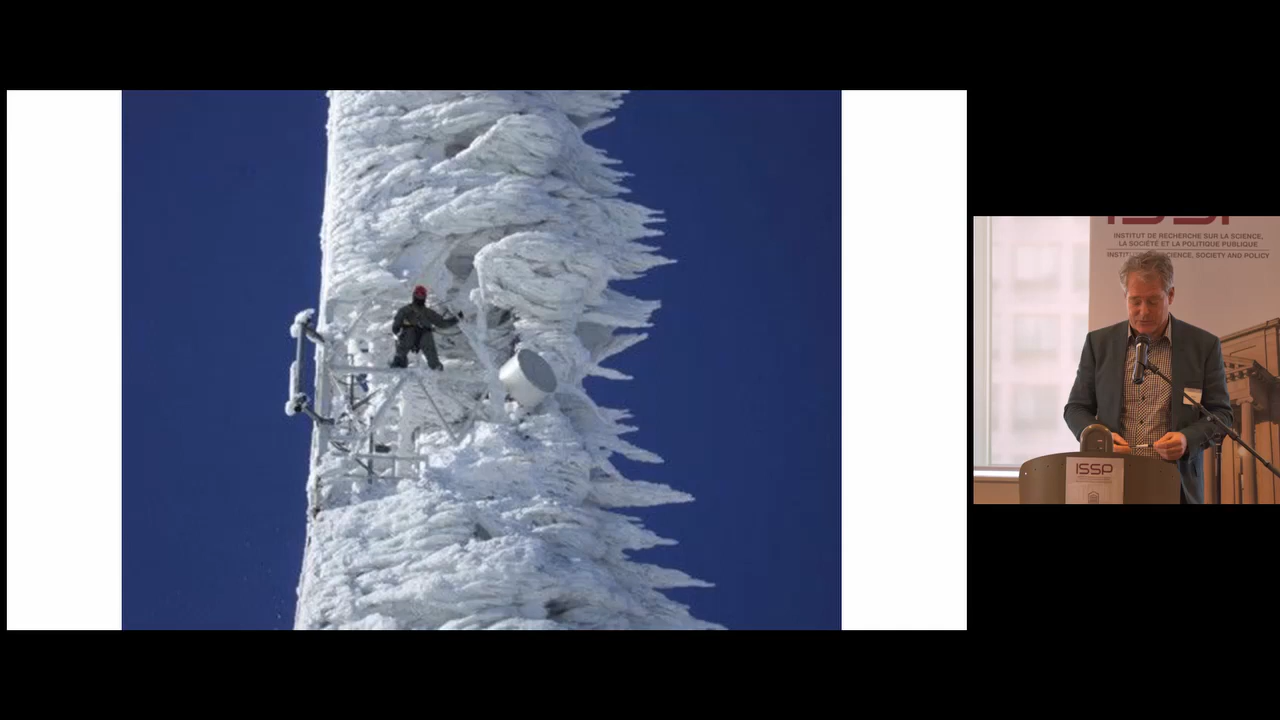 ISSP
INSTITUT DE RECHERCHE SUR LA SCIENCE,
LA SOCIÉTÉ ET LA POLITIQUE PUBLIQUE
SCIENCE, SOCIETY AND POLICY
ISSP